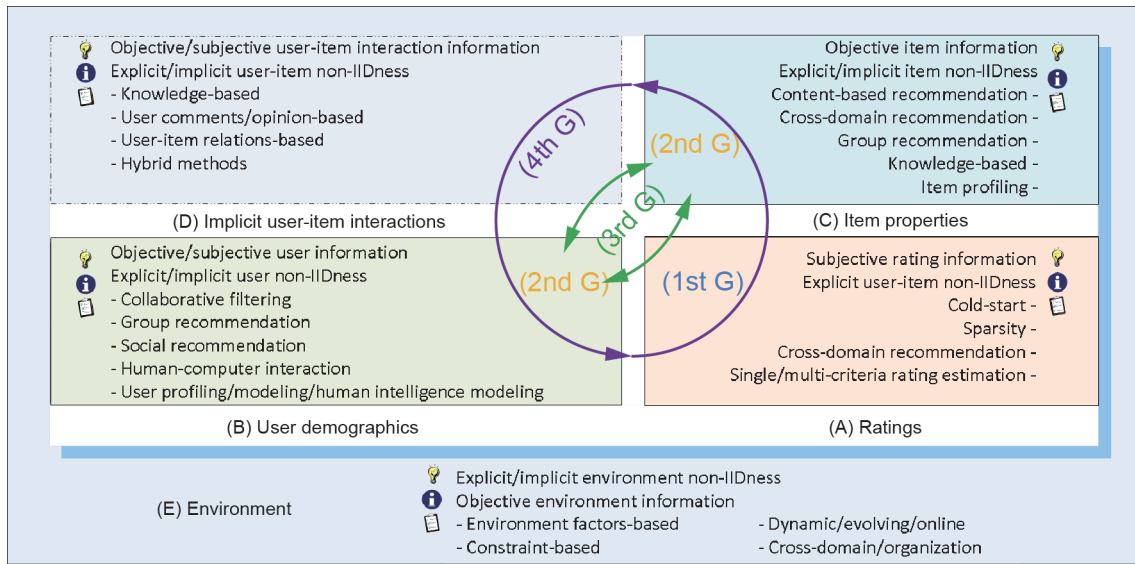 Objective/subjective user-item interaction information
Explicit/implicit user-item non-IIDness
- Knowledge-based
- User comments/opinion-based
- User-item relations-based
- Hybrid methods
(D) Implicit user-item interactions
Objective item information
Explicit/implicit item non-IIDness
Content-based recommendation -
Cross-domain recommendation -
Group recommendation -
Knowledge-based -
Item profiling -
(C) Item properties
(4th G)
(2nd G)
(3rd G)
(2nd G)
(1st G)
Objective/subjective user information
Explicit/implicit user non-IIDness
- Collaborative filtering
- Group recommendation
- Social recommendation
- Human-computer interaction
- User profiling/modeling/human intelligence modeling
(B) User demographics
Subjective rating information
Explicit user-item non-IIDness
Cold-start -
Sparsity -
Cross-domain recommendation -
Single/multi-criteria rating estimation -
(A) Ratings
(E) Environment
Explicit/implicit environment non-IIDness
Objective environment information
- Environment factors-based
- Dynamic/evolving/online
- Constraint-based
- Cross-domain/organization